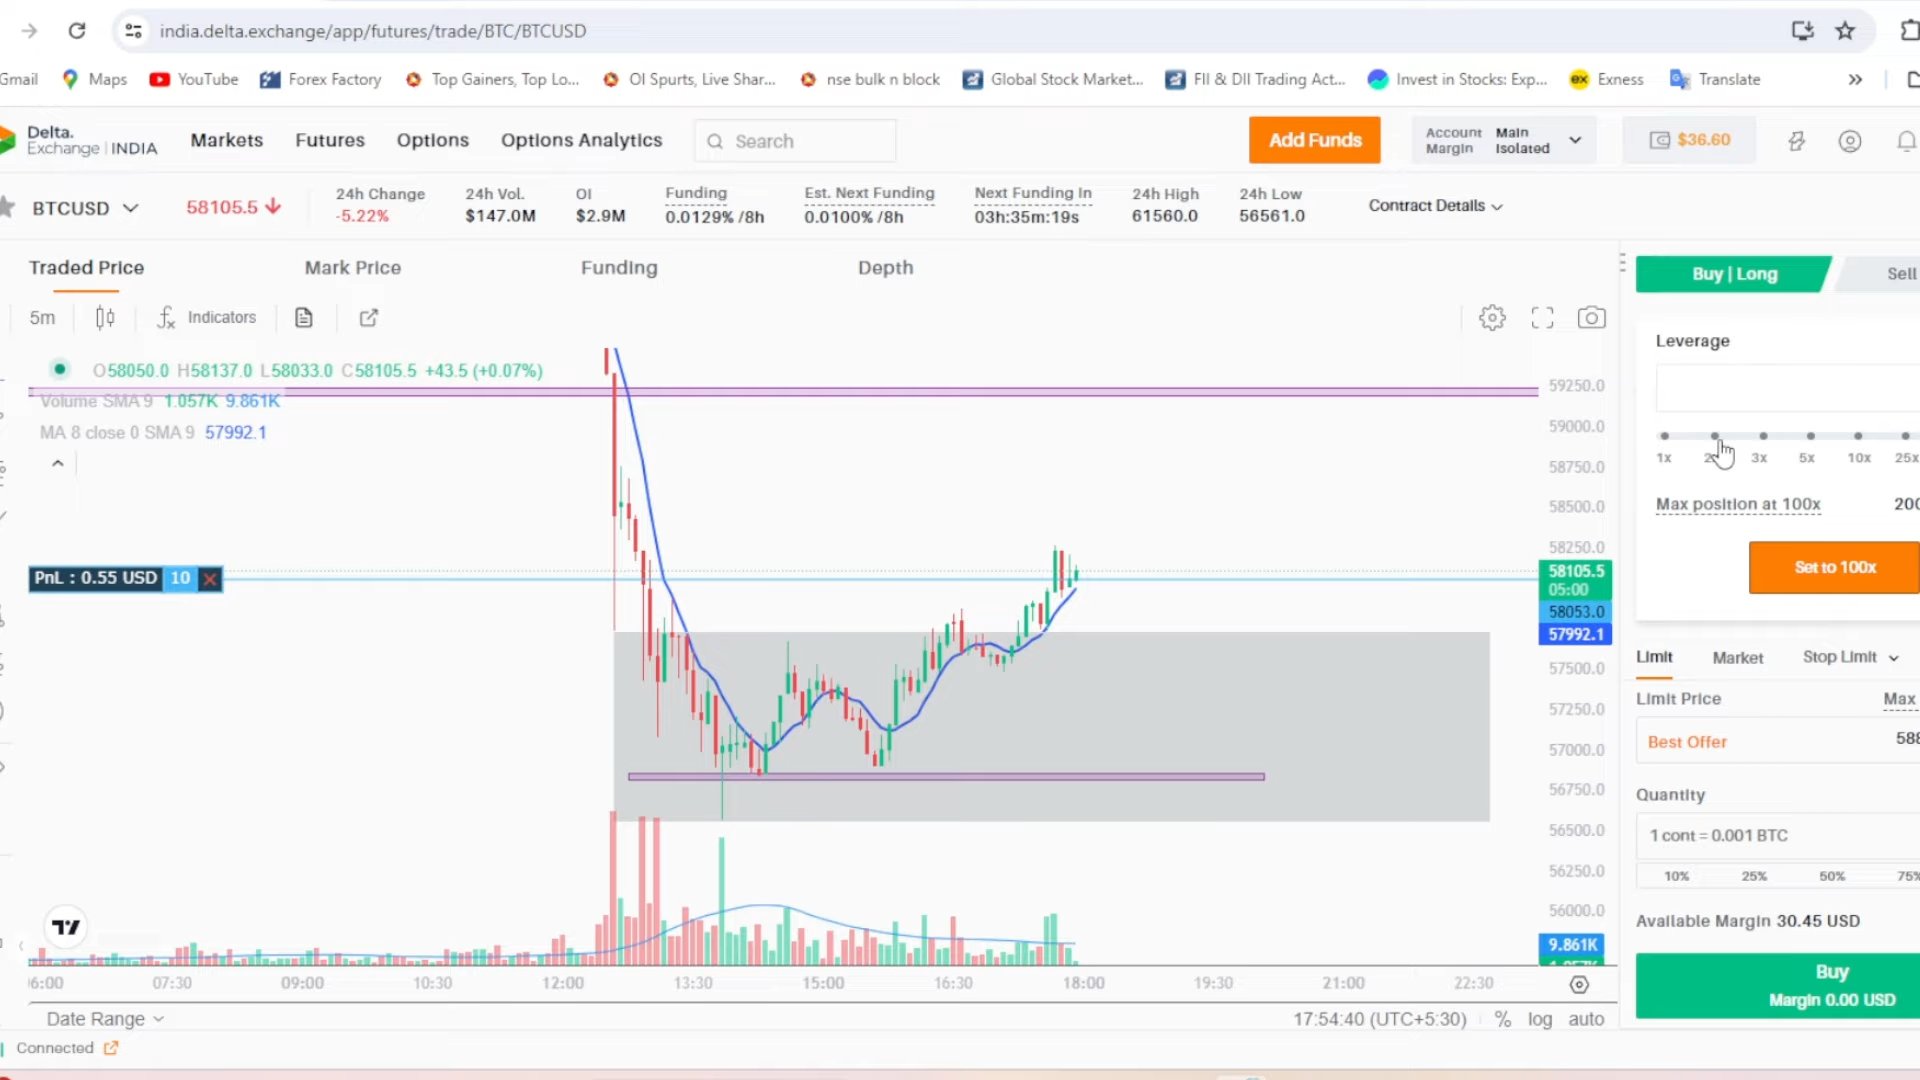 india.delta.exchange/app/futures/trade/BTC/BTCUSD
Gmail Maps YouTube Forex Factory Top Gainers, Top Lo... OI Spurts, Live Shar... nse bulk n block Global Stock Market... FII & DII Trading Act... Invest in Stocks: Exp... ex Exness Translate »
Delta.
Exchange | INDIA
Markets Futures Options Options Analytics Search Add Funds
Account Margin Main Isolated $36.60
BTCUSD 58105.5
24h Change 24h Vol. OI Funding Est. Next Funding Next Funding In 24h High 24h Low Contract Details
-5.22% $147.0M $2.9M 0.0129% /8h 0.0100% /8h 03h:35m:19s 61560.0 56561.0
Traded Price Mark Price Funding Depth
5m Indicators
O58050.0 H58137.0 L58033.0 C58105.5 +43.5 (+0.07%)
Volume SMA 9 1.057K 9.861K
MA 8 close 0 SMA 9 57992.1
PnL : 0.55 USD 10
59250.0
59000.0
58750.0
58500.0
58250.0
58105.5
05:00
58053.0
57992.1
57500.0
57250.0
57000.0
56750.0
56500.0
56250.0
56000.0
9.861K
06:00 07:30 09:00 10:30 12:00 13:30 15:00 16:30 18:00 19:30 21:00 22:30
Date Range 17:54:40 (UTC+5:30) % log auto
Connected
Buy | Long Sell
Leverage
1x 3x 5x 10x 25x
Max position at 100x 200
Set to 100x
Limit Market Stop Limit
Limit Price Max
Best Offer 588
Quantity
1 cont = 0.001 BTC
10% 25% 50% 75%
Available Margin 30.45 USD
Buy
Margin 0.00 USD